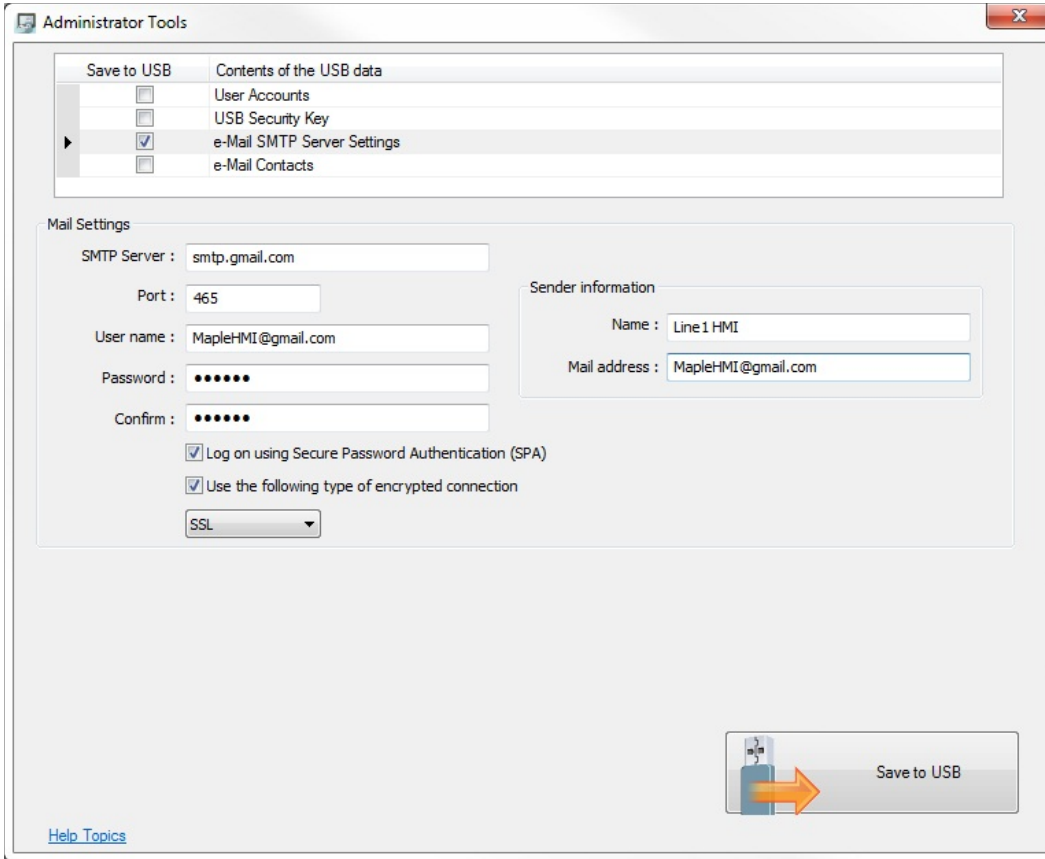 Administrator Tools
Save to USB Contents of the USB data
User Accounts
USB Security Key
e-Mail SMTP Server Settings
e-Mail Contacts
Mail Settings
SMTP Server : smtp.gmail.com
Port : 465
User name : MapleHMI@gmail.com
Password : ●●●●●●
Confirm : ●●●●●●
Log on using Secure Password Authentication (SPA)
Use the following type of encrypted connection
SSL
Sender information
Name : Line1 HMI
Mail address : MapleHMI@gmail.com
Save to USB
Help Topics